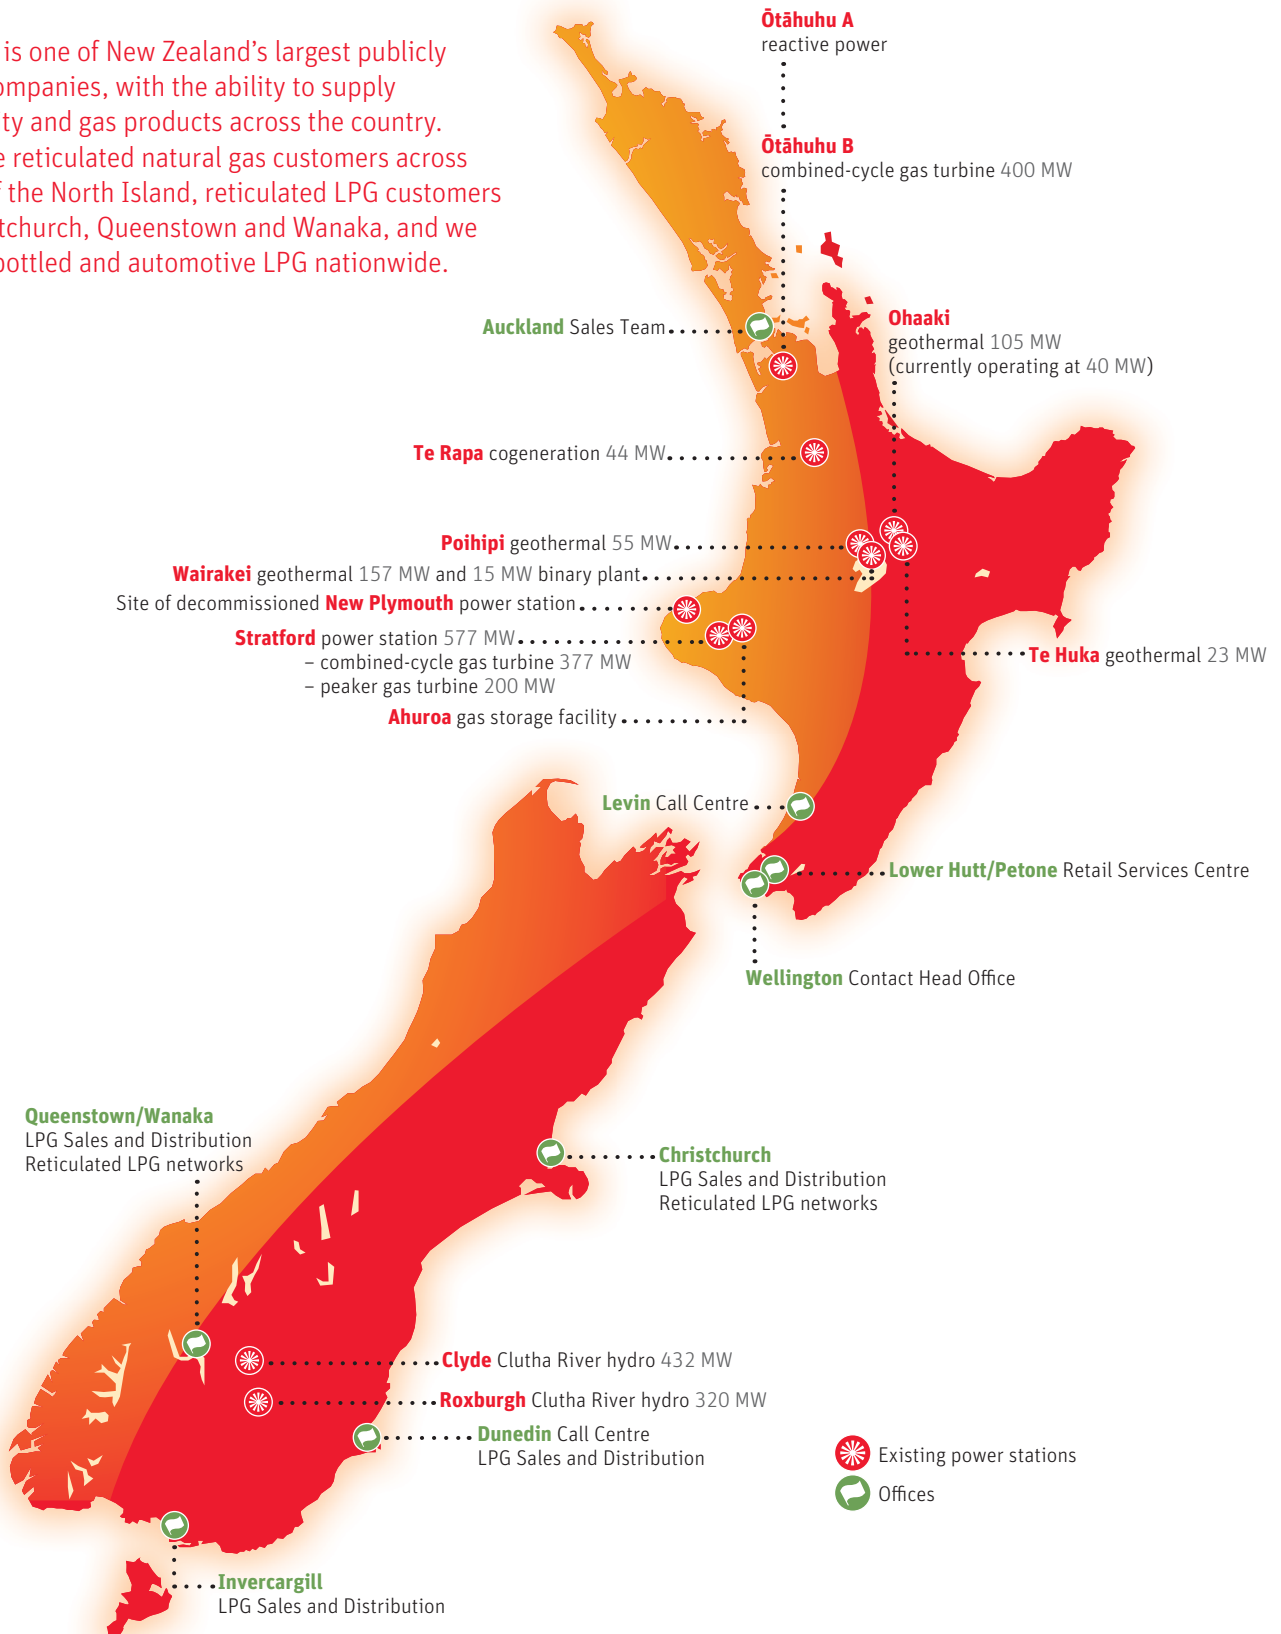 is one of New Zealand's largest publicly
ompanies, with the ability to supply
ty and gas products across the country.
e reticulated natural gas customers across
f the North Island, reticulated LPG customers
tchurch, Queenstown and Wanaka, and we
bottled and automotive LPG nationwide.
Ōtāhuhu A
reactive power
Ōtāhuhu B
combined-cycle gas turbine 400 MW
Auckland Sales Team
Ohaaki
geothermal 105 MW
(currently operating at 40 MW)
Te Rapa cogeneration 44 MW
Poihipi geothermal 55 MW
Wairakei geothermal 157 MW and 15 MW binary plant
Site of decommissioned New Plymouth power station
Stratford power station 577 MW
– combined-cycle gas turbine 377 MW
– peaker gas turbine 200 MW
Te Huka geothermal 23 MW
Ahuroa gas storage facility
Levin Call Centre
Lower Hutt/Petone Retail Services Centre
Wellington Contact Head Office
Queenstown/Wanaka
LPG Sales and Distribution
Reticulated LPG networks
Christchurch
LPG Sales and Distribution
Reticulated LPG networks
Clyde Clutha River hydro 432 MW
Roxburgh Clutha River hydro 320 MW
Dunedin Call Centre
LPG Sales and Distribution
Existing power stations
Offices
Invercargill
LPG Sales and Distribution